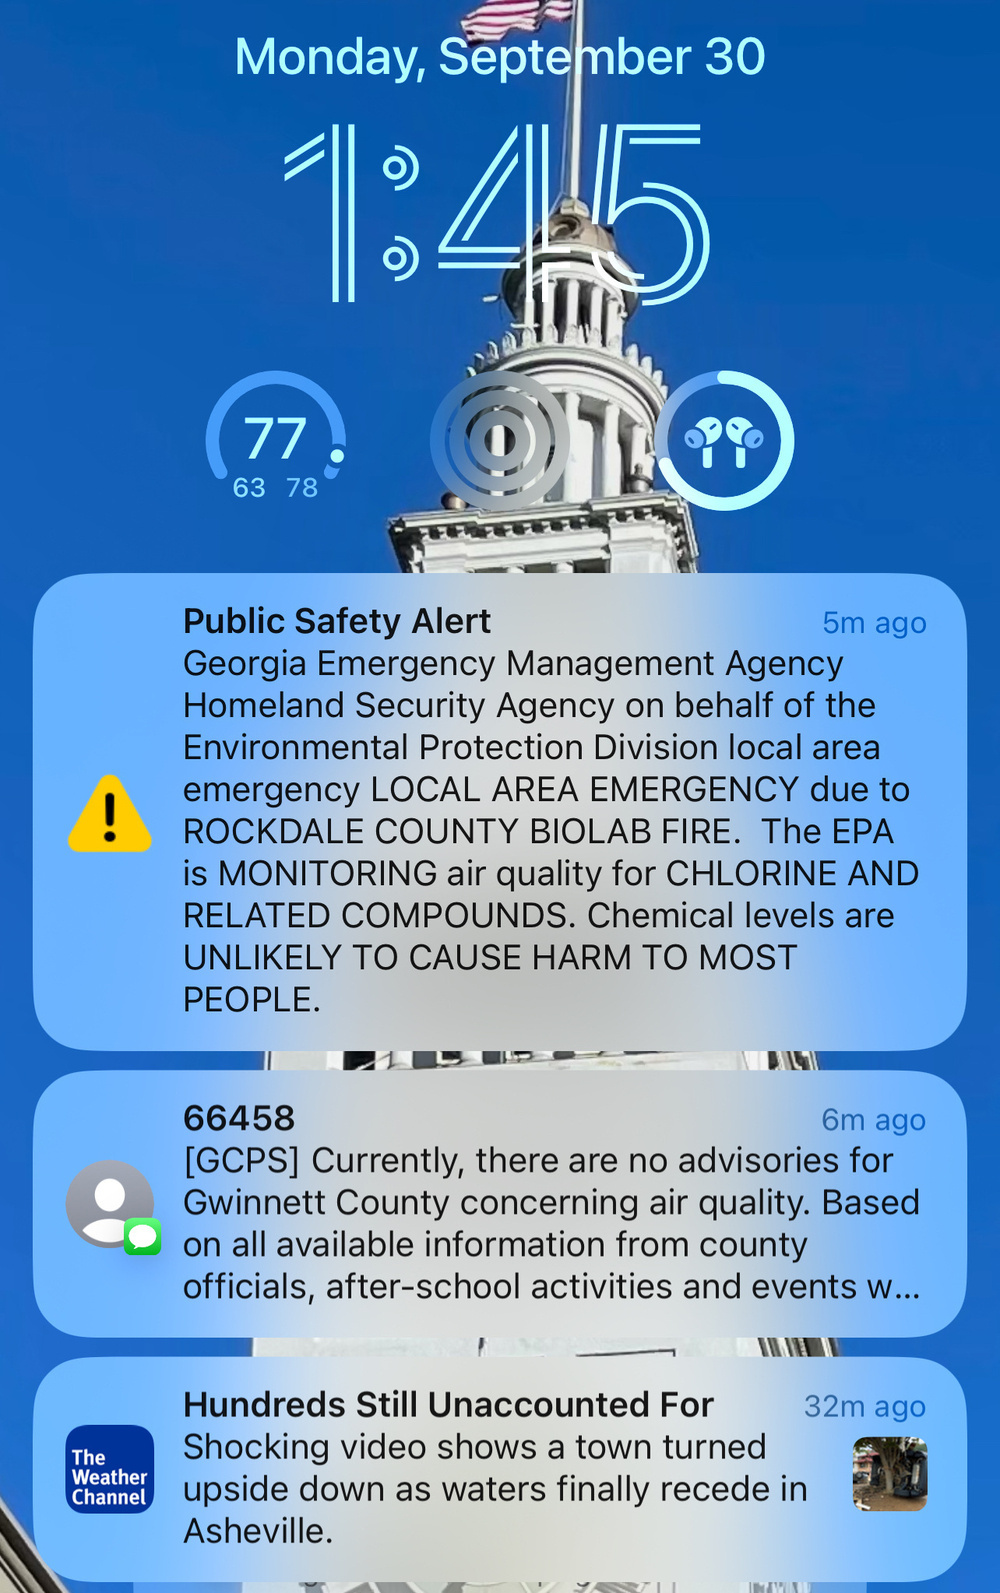 Monday, September 30
1:45
77
63 78
Public Safety Alert 5m ago
Georgia Emergency Management Agency
Homeland Security Agency on behalf of the
Environmental Protection Division local area
emergency LOCAL AREA EMERGENCY due to
ROCKDALE COUNTY BIOLAB FIRE.  The EPA
is MONITORING air quality for CHLORINE AND
RELATED COMPOUNDS. Chemical levels are
UNLIKELY TO CAUSE HARM TO MOST
PEOPLE.
66458 6m ago
[GCPS] Currently, there are no advisories for
Gwinnett County concerning air quality. Based
on all available information from county
officials, after-school activities and events w...
Hundreds Still Unaccounted For 32m ago
The
Weather
Channel
Shocking video shows a town turned
upside down as waters finally recede in
Asheville.